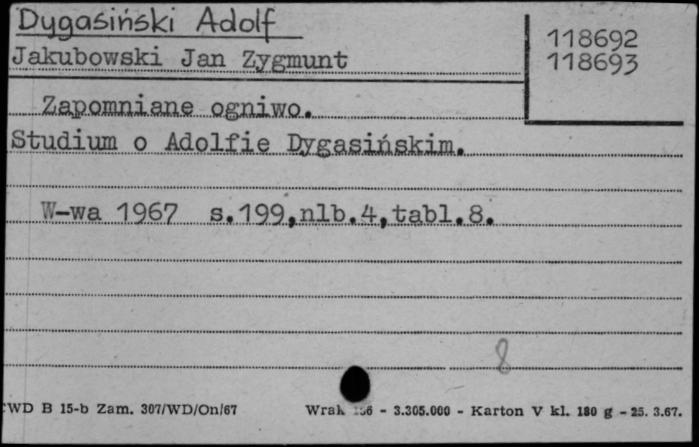 Dygasiński Adolf
118692
Jakubowski Jan Zygmunt
118693
Zapomniane ogniwo.
Studium o Adolfie Dygasińskim.
W-wa 1967 s.199,nlb.4,tabl.8.
8
WD B 15-b Zam. 307/WD/On/67
- 3.305.000 - Karton V kl. 180 g - 25. 3.67.